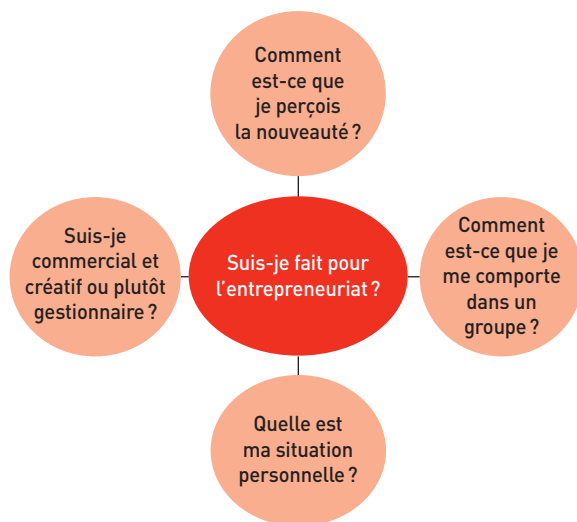 Comment
est-ce que
je perçois
la nouveauté ?
Suis-je
commercial et
créatif ou plutôt
gestionnaire ?
Suis-je fait pour
l'entrepreneuriat ?
Comment
est-ce que je
me comporte
dans un
groupe ?
Quelle est
ma situation
personnelle ?